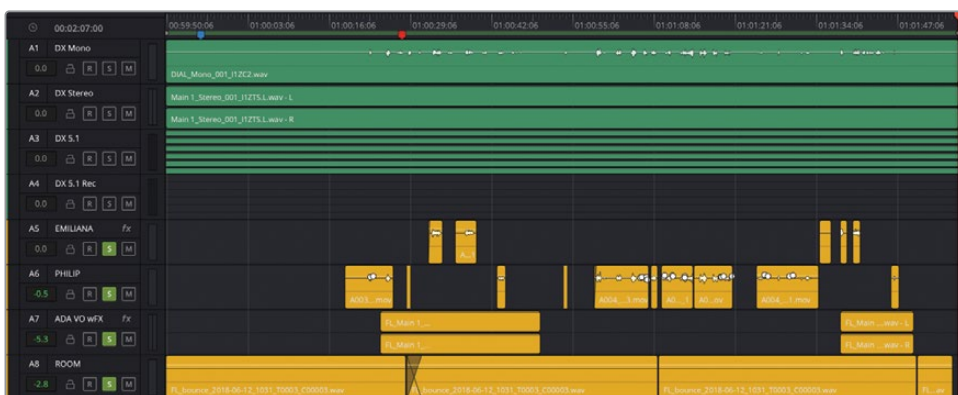 00:02:07:00 00:59:50:06 01:00:03:06 01:00:16:06 01:00:29:06 01:00:42:06 01:00:55:06 01:01:08:06 01:01:21:06 01:01:34:06 01:01:47:06
A1 DX Mono
0.0 R S M DIAL_Mono_001_I1ZC2.wav
A2 DX Stereo Main 1_Stereo_001_I1ZTS.L.wav - L
0.0 R S M Main 1_Stereo_001_I1ZTS.L.wav - R
A3 DX 5.1
0.0 R S M
A4 DX 5.1 Rec
0.0 R S M
A5 EMILIANA fx
0.0 R S M A...
A6 PHILIP
-0.5 R S M A003...mov A004_...3.mov A0..._1 A0...ov A004_...f.mov
A7 ADA VO wFX fx FL_Main 1_... FL_Main ...wav - L
-5.3 R S M FL_Main 1_... FL_Main ...wav - R
A8 ROOM
-2.8 R S M FL_bounce_2018-06-12_1031_T0003_C00003.wav bounce_2018-06-12_1031_T0003_C00003.wav FL_bounce_2018-06-12_1031_T0003_C00003.wav FL...av